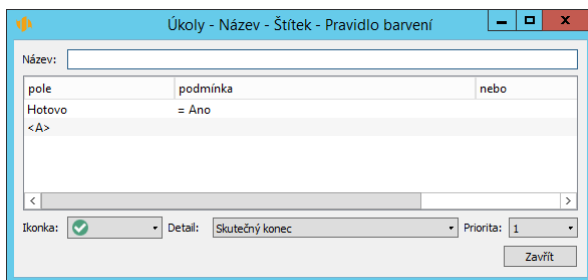 Úkoly - Název - Štítek - Pravidlo barvení
Název:
pole podmínka nebo
Hotovo = Ano
<A>
Ikonka: Detail: Skutečný konec Priorita: 1
Zavřít